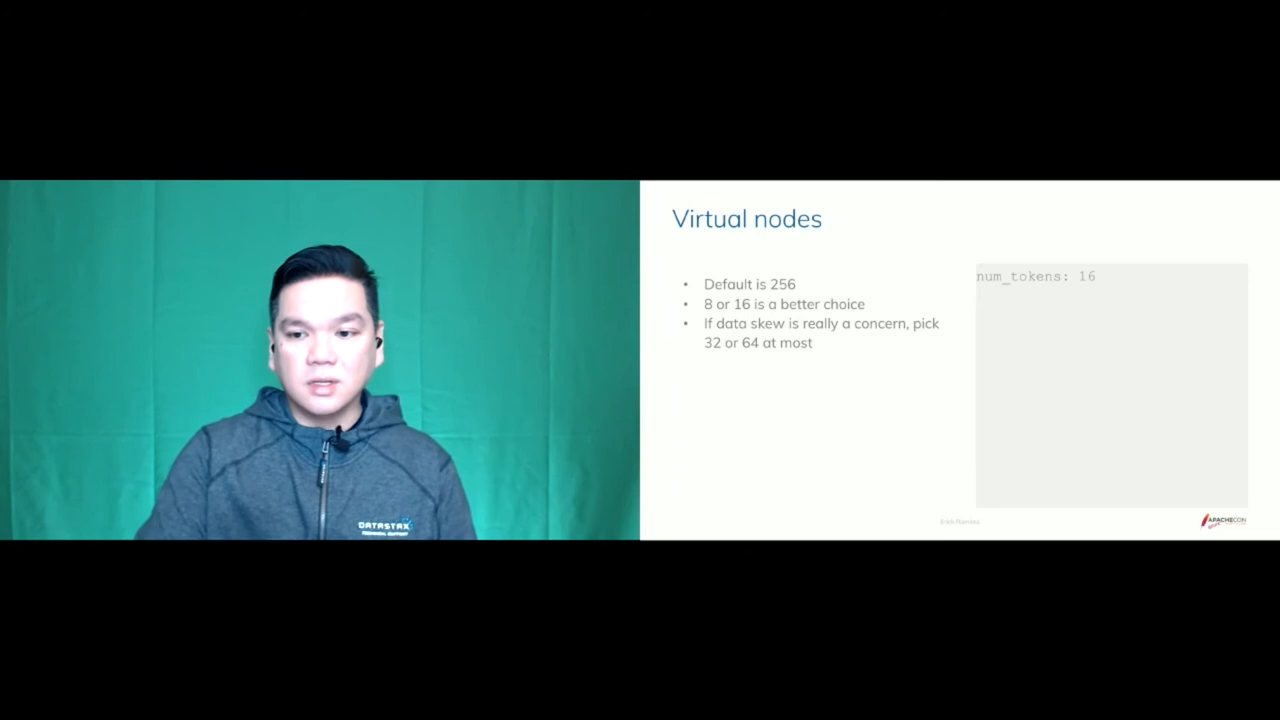 Virtual nodes
• Default is 256
• 8 or 16 is a better choice
• If data skew is really a concern, pick
32 or 64 at most
num_tokens: 16
DATASTAX
APACHECON